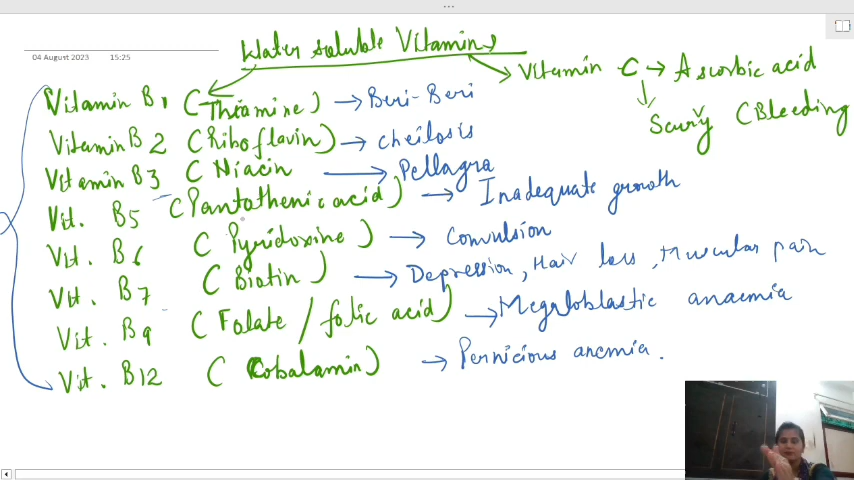 Water soluble Vitamins
04 August 2023 15:25
Vitamin C → Ascorbic acid
Scurvy (Bleeding
Vitamin B1 (Thiamine) → Beri-Beri
Vitamin B2 (Riboflavin) → cheilosis
Vitamin B3 (Niacin → Pellagra
Vit. B5 (Pantothenic acid) → Inadequate growth
Vit. B6 (Pyridoxine) → Convulsion
Vit. B7 (Biotin) → Depression, Hair loss, Muscular pain
Vit. B9 (Folate / folic acid) → Megaloblastic anaemia
Vit. B12 (Cobalamin) → Pernicious anemia.